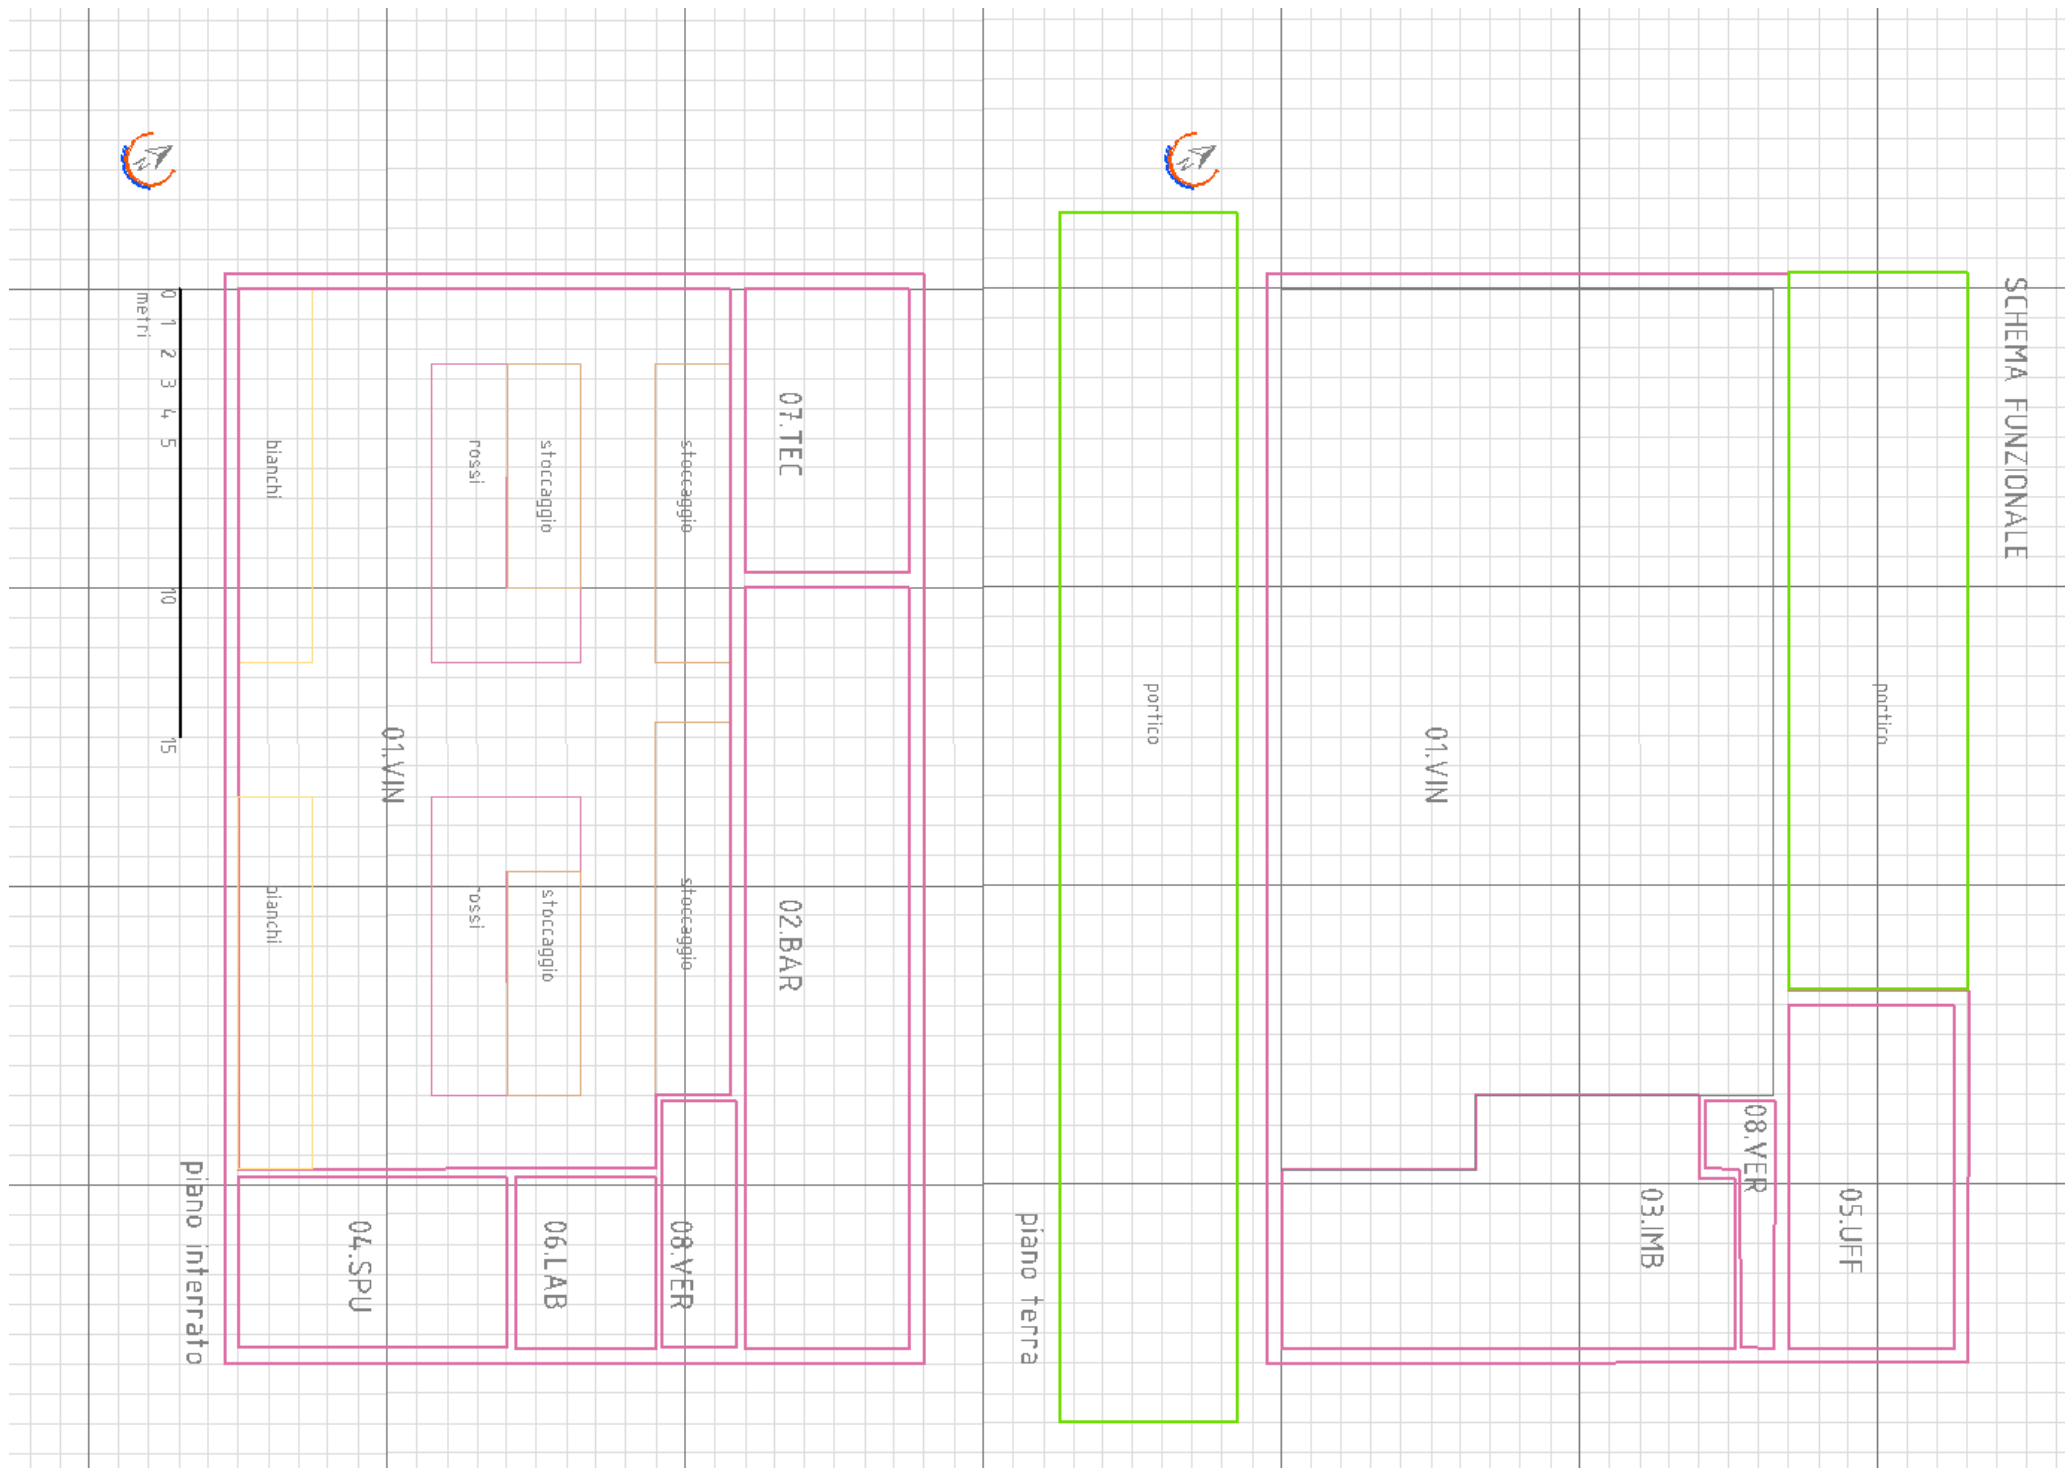 SCHEMA FUNZIONALE
piano interrato
metri
0 1 2 3 4 5 10 15
bianchi
rossi
stoccaggio
stoccaggio
07.TEC
01.VIN
bianchi
rossi
stoccaggio
stoccaggio
02.BAR
04.SPU
06.LAB
08.VER
N
piano terra
portico
01.VIN
portico
08.VER
03.IMB
05.UFF
N